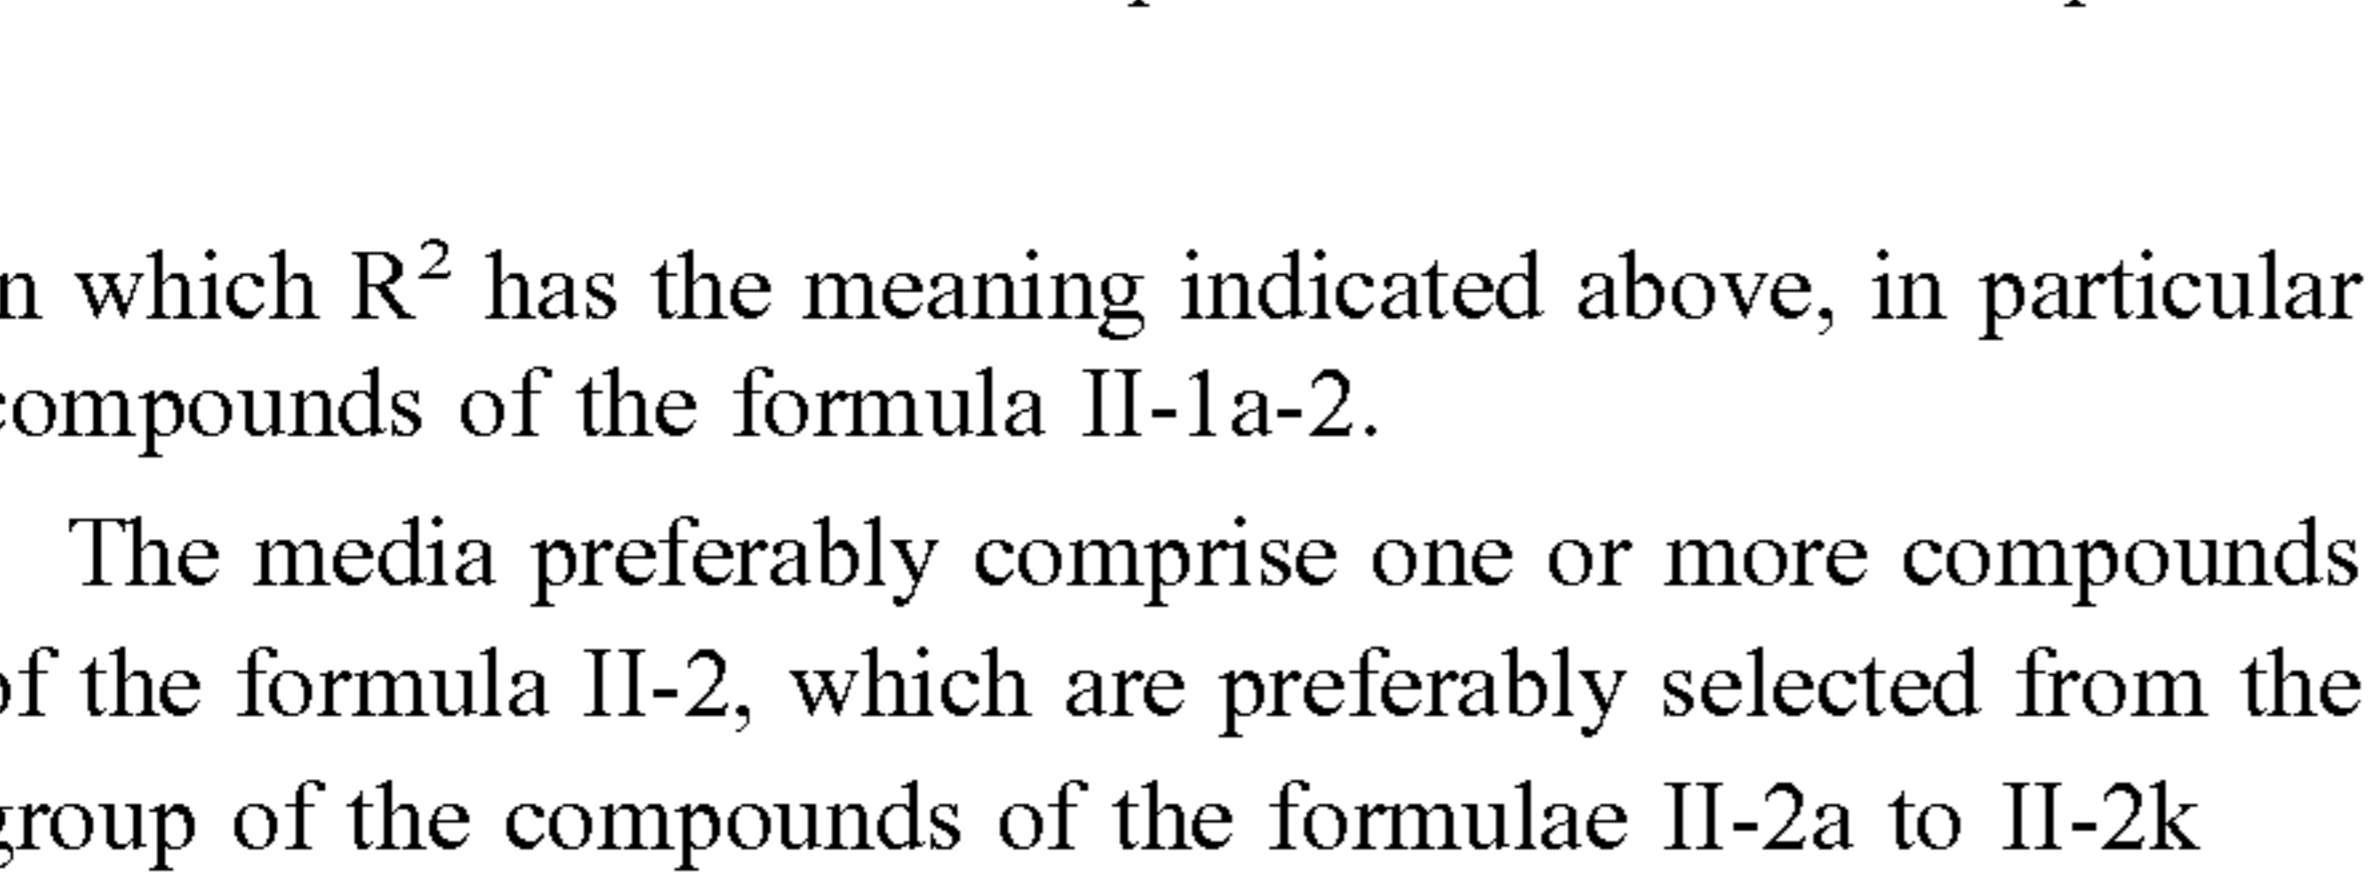 n which R² has the meaning indicated above, in particular
compounds of the formula II-1a-2.
The media preferably comprise one or more compounds
of the formula II-2, which are preferably selected from the
group of the compounds of the formulae II-2a to II-2k